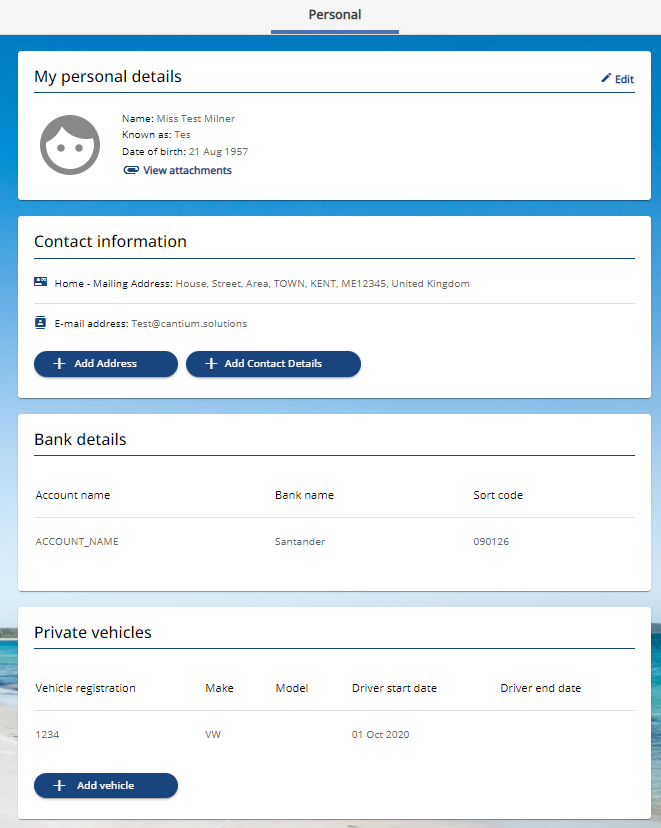 Personal
My personal details
Edit
Name: Miss Test Milner
Known as: Tes
Date of birth: 21 Aug 1957
View attachments
Contact information
Home - Mailing Address: House, Street, Area, TOWN, KENT, ME12345, United Kingdom
E-mail address: Test@cantium.solutions
Add Address Add Contact Details
Bank details
Account name Bank name Sort code
ACCOUNT_NAME Santander 090126
Private vehicles
Vehicle registration Make Model Driver start date Driver end date
1234 VW 01 Oct 2020
Add vehicle